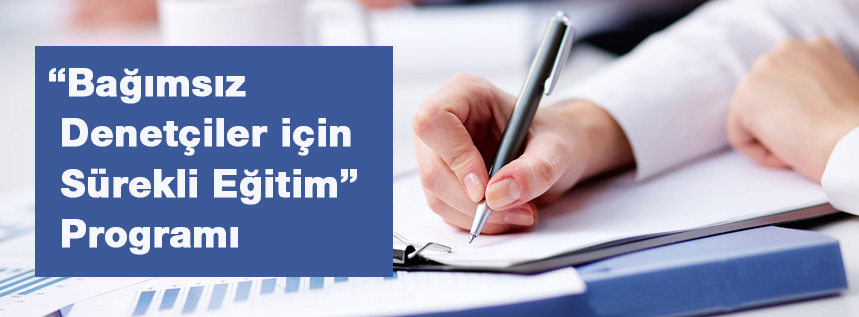 “Bağımsız
Denetçiler için
Sürekli Eğitim”
Programı